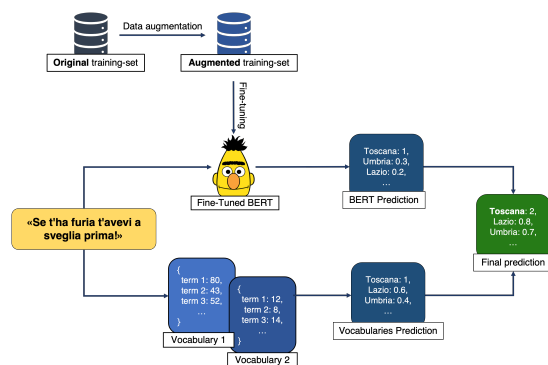 Data augmentation
Original training-set
Augmented training-set
Fine-tuning
Fine-Tuned BERT
Toscana: 1,
Umbria: 0.3,
Lazio: 0.2,
...
BERT Prediction
«Se t'ha furia t'avevi a
sveglia prima!»
Toscana: 2,
Lazio: 0.8,
Umbria: 0.7,
...
Final prediction
{
term 1: 80,
term 2: 43,
term 3: 52,
...
}
Vocabulary 1
{
term 1: 12,
term 2: 8,
term 3: 14,
...
}
Vocabulary 2
Toscana: 1,
Lazio: 0.6,
Umbria: 0.4,
...
Vocabularies Prediction